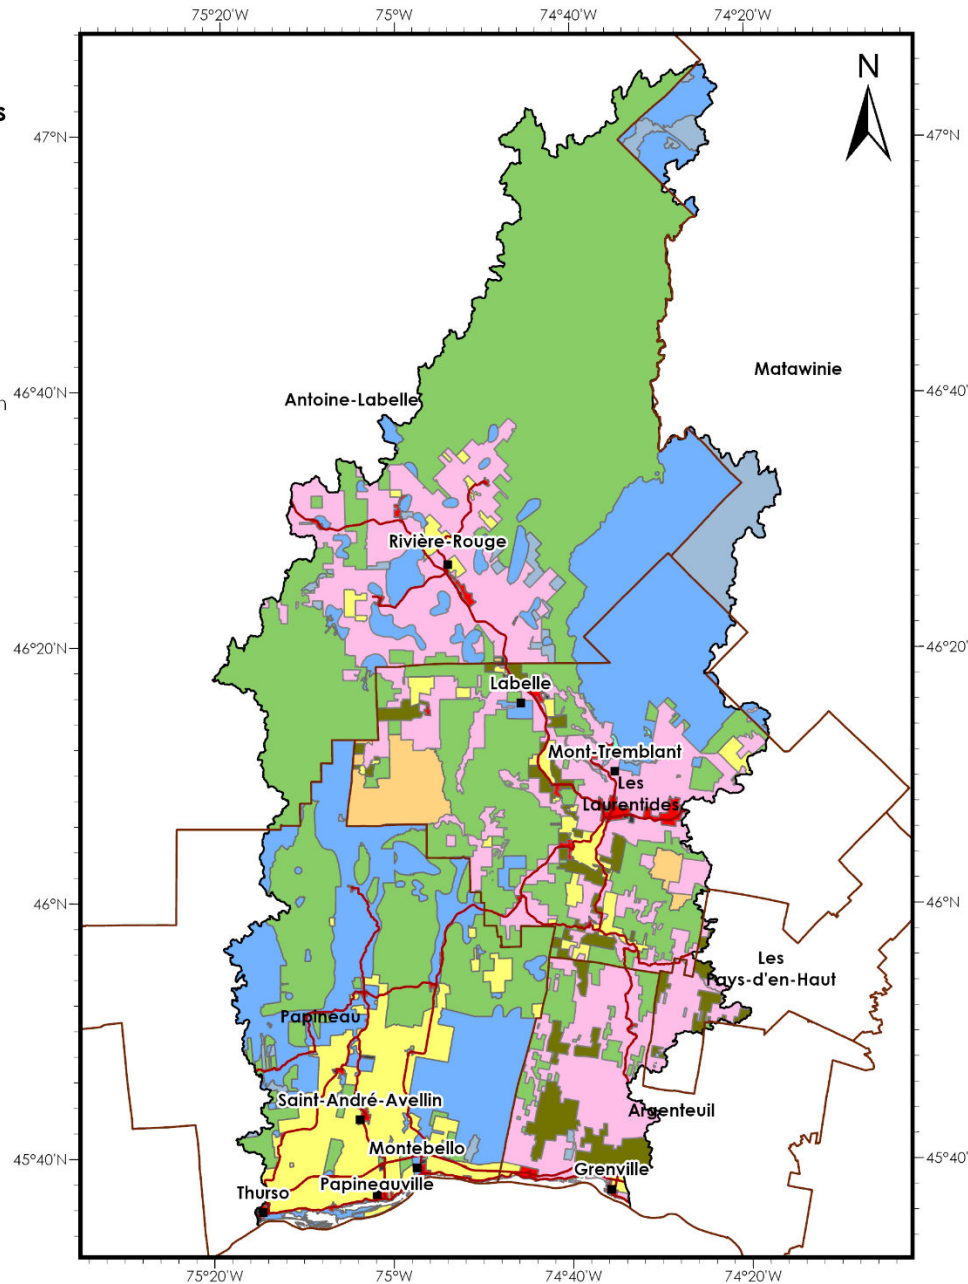 75°20'W 75°0'W 74°40'W 74°20'W
s
N
47°N 47°N
Matawinie
46°40'N 46°40'
n
Antoine-Labelle
Rivière-Rouge
46°20'N 46°20'
Labelle
Mont-Tremblant
Les
Laurentides
46°N 46°N
Les
Pays-d'en-Haut
Papineau
Saint-André-Avellin
Argenteuil
Montebello
45°40'N 45°40'
Grenville
Papineauville
Thurso
75°20'W 75°0'W 74°40'W 74°20'W